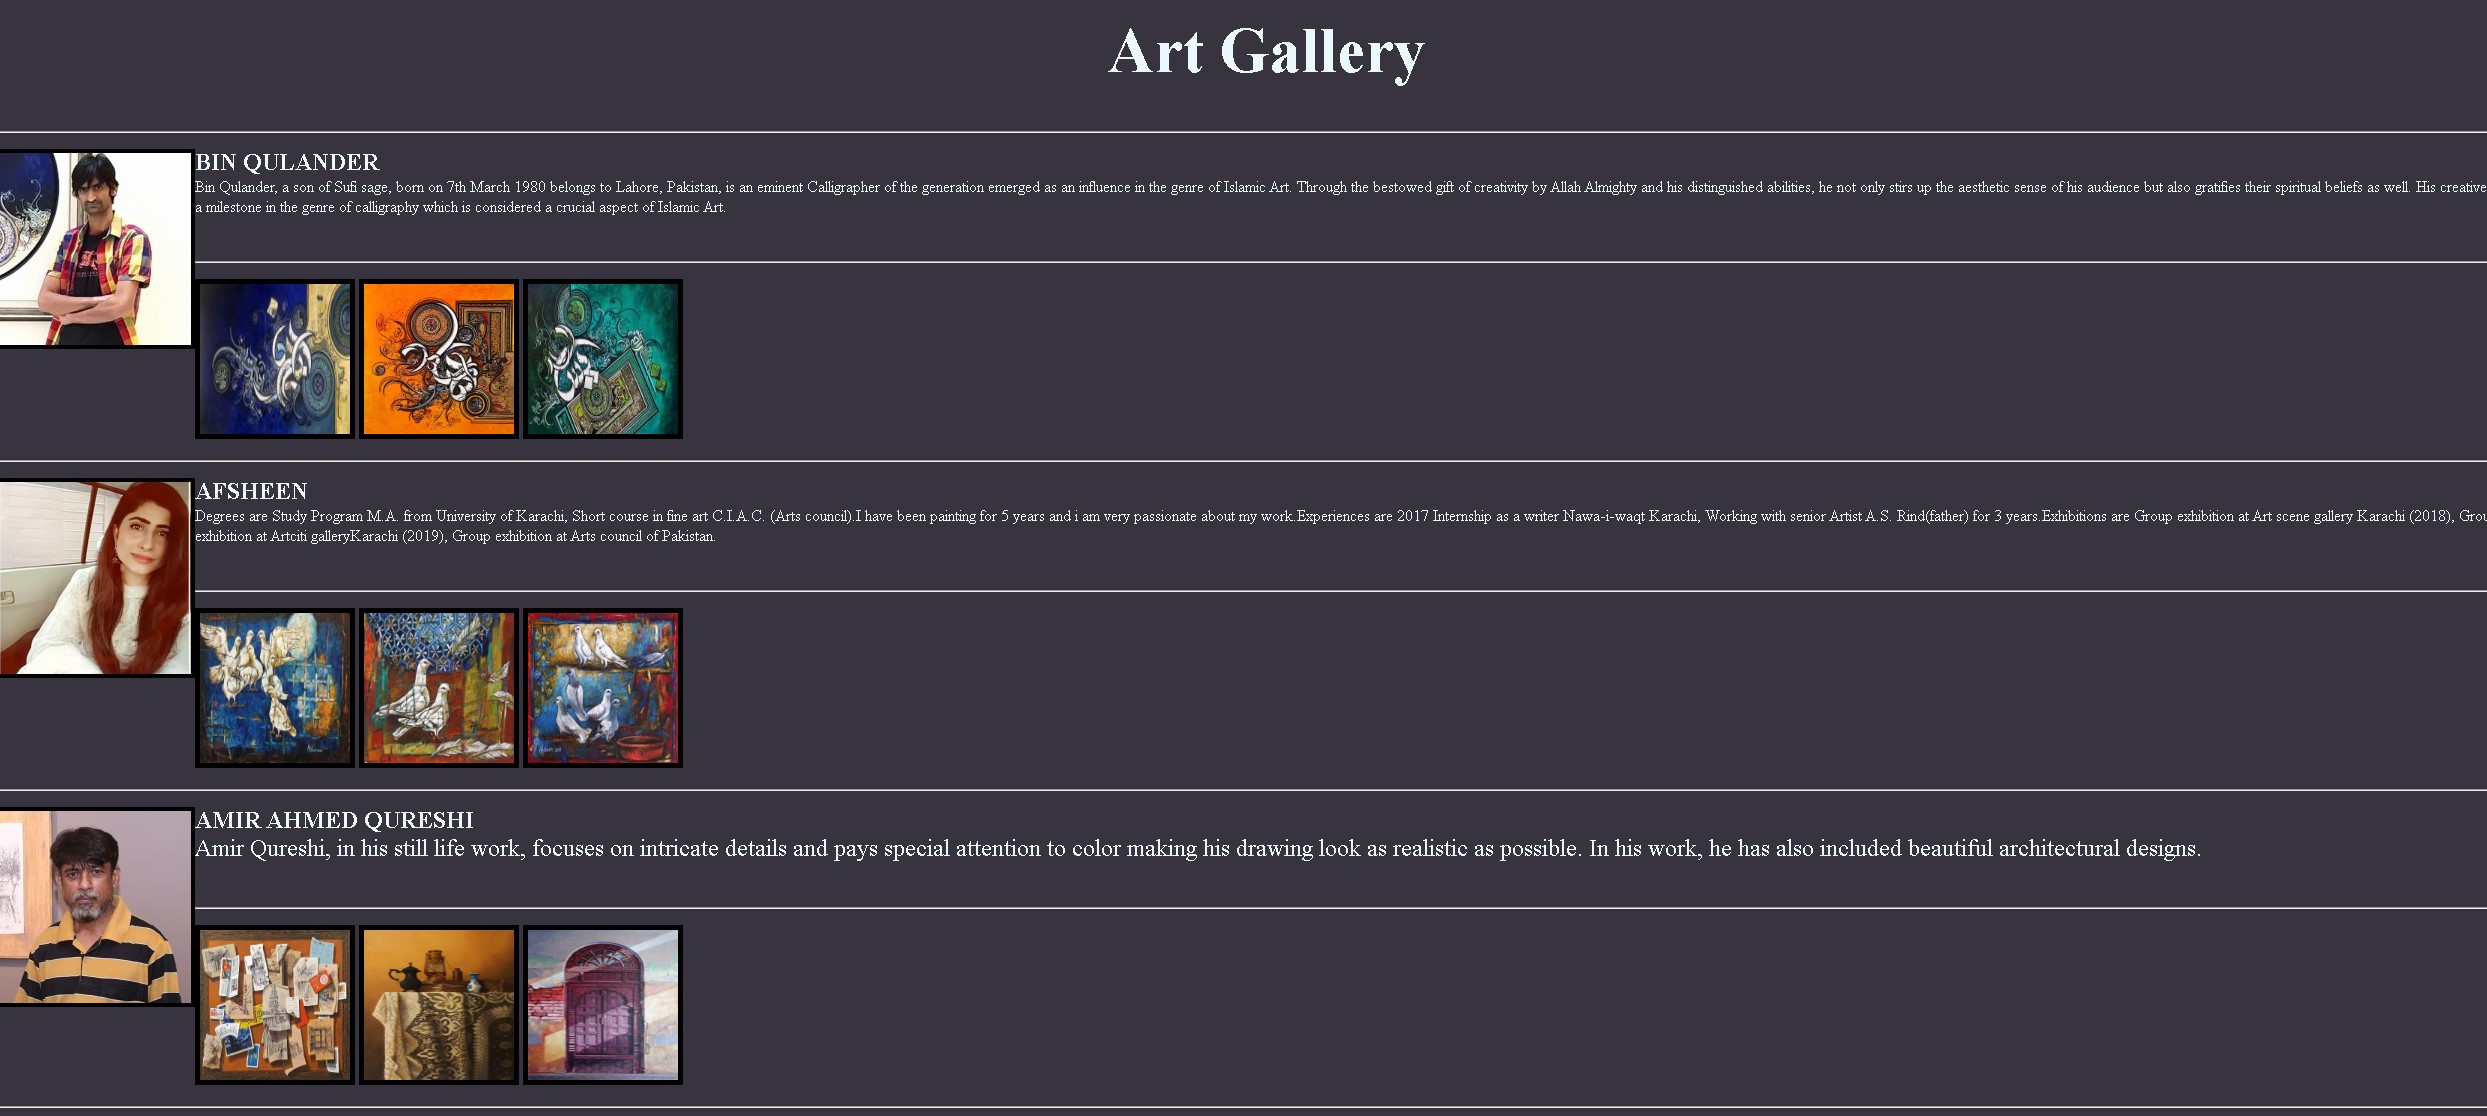 Art Gallery
BIN QULANDER
Bin Qulander, a son of Sufi sage, born on 7th March 1980 belongs to Lahore, Pakistan, is an eminent Calligrapher of the generation emerged as an influence in the genre of Islamic Art. Through the bestowed gift of creativity by Allah Almighty and his distinguished abilities, he not only stirs up the aesthetic sense of his audience but also gratifies their spiritual beliefs as well. His creative
a milestone in the genre of calligraphy which is considered a crucial aspect of Islamic Art.
AFSHEEN
Degrees are Study Program M.A. from University of Karachi, Short course in fine art C.I.A.C. (Arts council).I have been painting for 5 years and i am very passionate about my work.Experiences are 2017 Internship as a writer Nawa-i-waqt Karachi, Working with senior Artist A.S. Rind(father) for 3 years.Exhibitions are Group exhibition at Art scene gallery Karachi (2018), Grou
exhibition at Artciti galleryKarachi (2019), Group exhibition at Arts council of Pakistan.
AMIR AHMED QURESHI
Amir Qureshi, in his still life work, focuses on intricate details and pays special attention to color making his drawing look as realistic as possible. In his work, he has also included beautiful architectural designs.